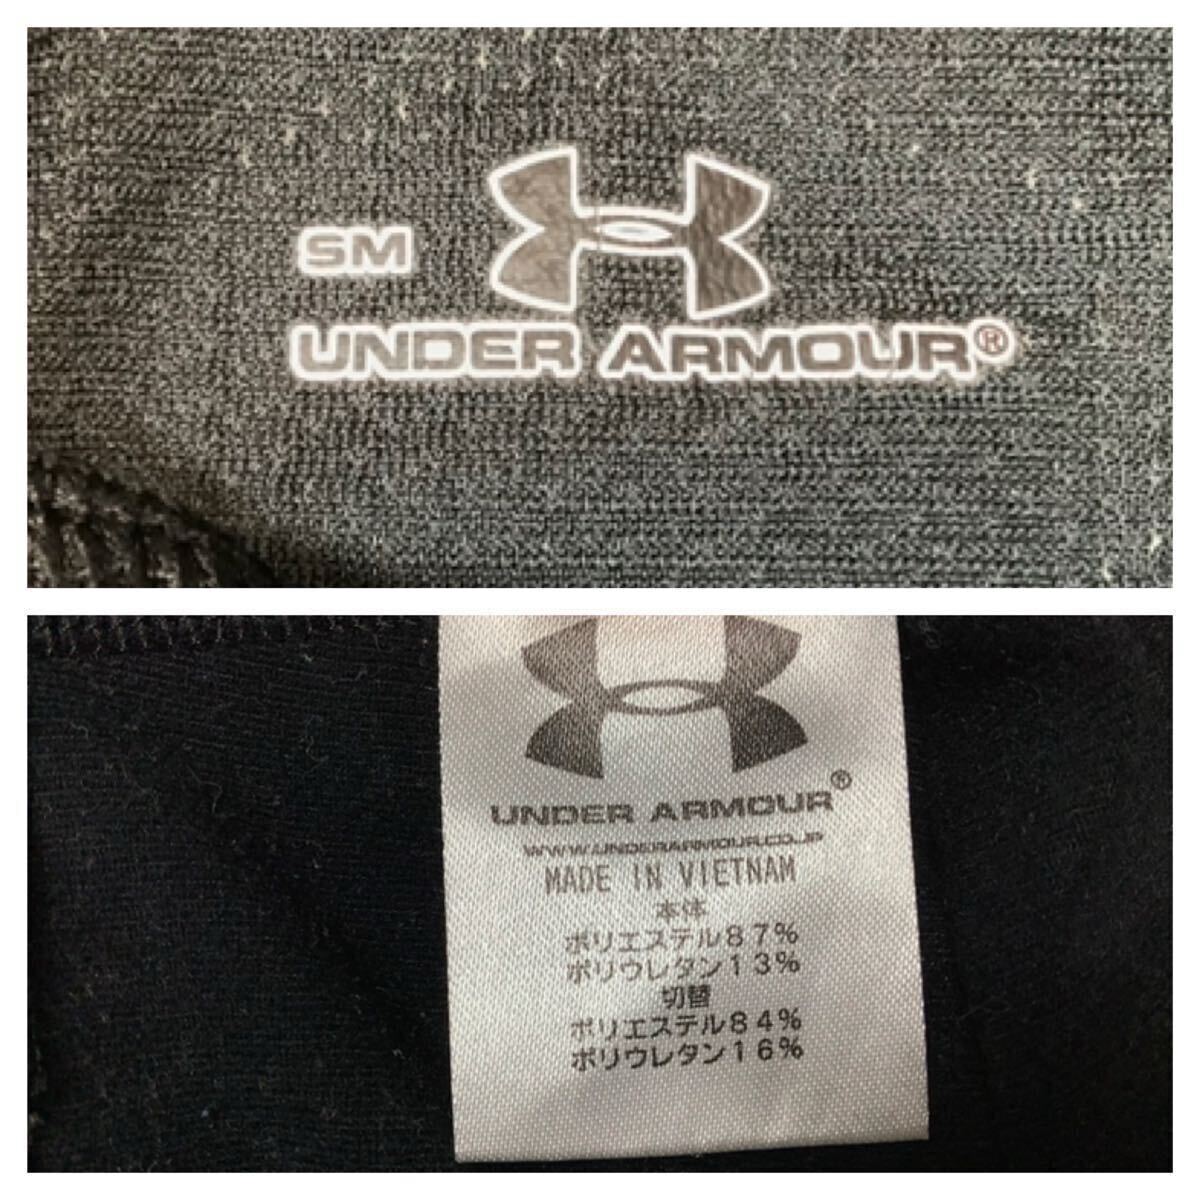 SM
UNDER ARMOUR®
UNDER ARMOUR®
WWW.UNDERARMOUR.CO.JP
MADE IN VIETNAM
本体
ポリエステル87%
ポリウレタン13%
切替
ポリエステル84%
ポリウレタン16%